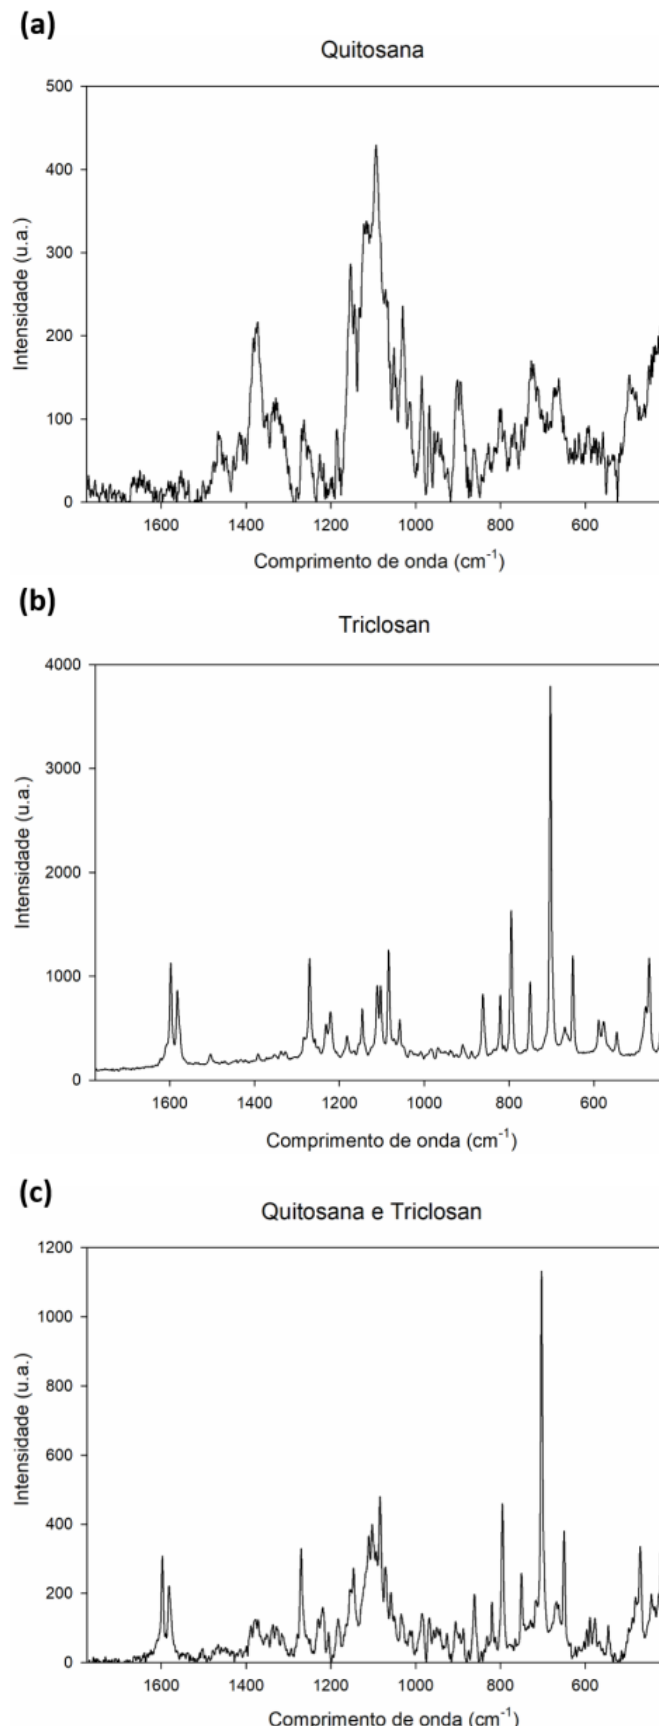 (a)
Quitosana
500
400
300
200
100
0
Intensidade (u.a.)
1600 1400 1200 1000 800 600
Comprimento de onda (cm⁻¹)
(b)
Triclosan
4000
3000
2000
1000
0
Intensidade (u.a.)
1600 1400 1200 1000 800 600
Comprimento de onda (cm⁻¹)
(c)
Quitosana e Triclosan
1200
1000
800
600
400
200
0
Intensidade (u.a.)
1600 1400 1200 1000 800 600
Comprimento de onda (cm⁻¹)